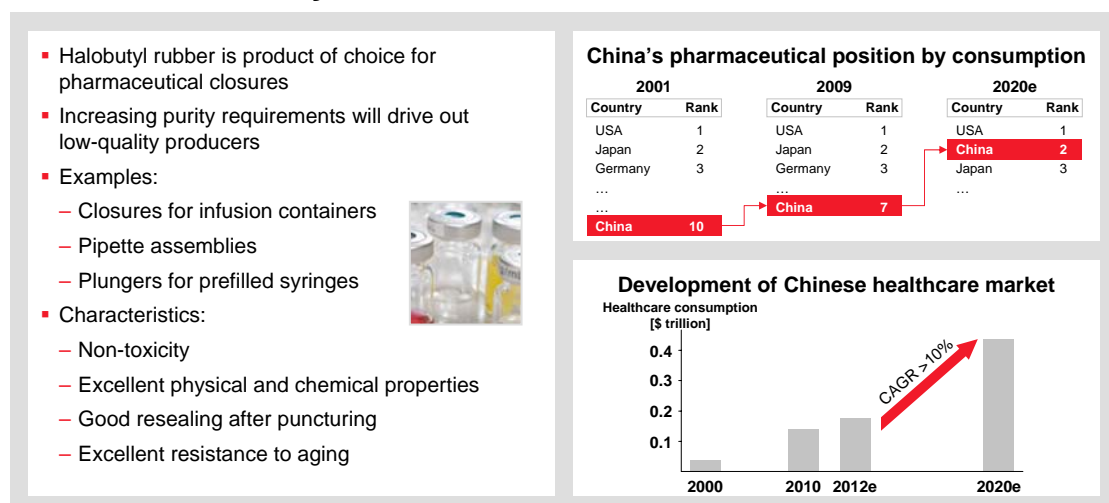 Halobutyl rubber is product of choice for
pharmaceutical closures
Increasing purity requirements will drive out
low-quality producers
Examples:
– Closures for infusion containers
– Pipette assemblies
– Plungers for prefilled syringes
Characteristics:
– Non-toxicity
– Excellent physical and chemical properties
– Good resealing after puncturing
– Excellent resistance to aging
China's pharmaceutical position by consumption
2001
Country Rank
USA 1
Japan 2
Germany 3
…
…
China 10
2009
Country Rank
USA 1
Japan 2
Germany 3
…
China 7
2020e
Country Rank
USA 1
China 2
Japan 3
…
Development of Chinese healthcare market
Healthcare consumption
[$ trillion]
0.4
0.3
0.2
0.1
CAGR >10%
2000 2010 2012e 2020e